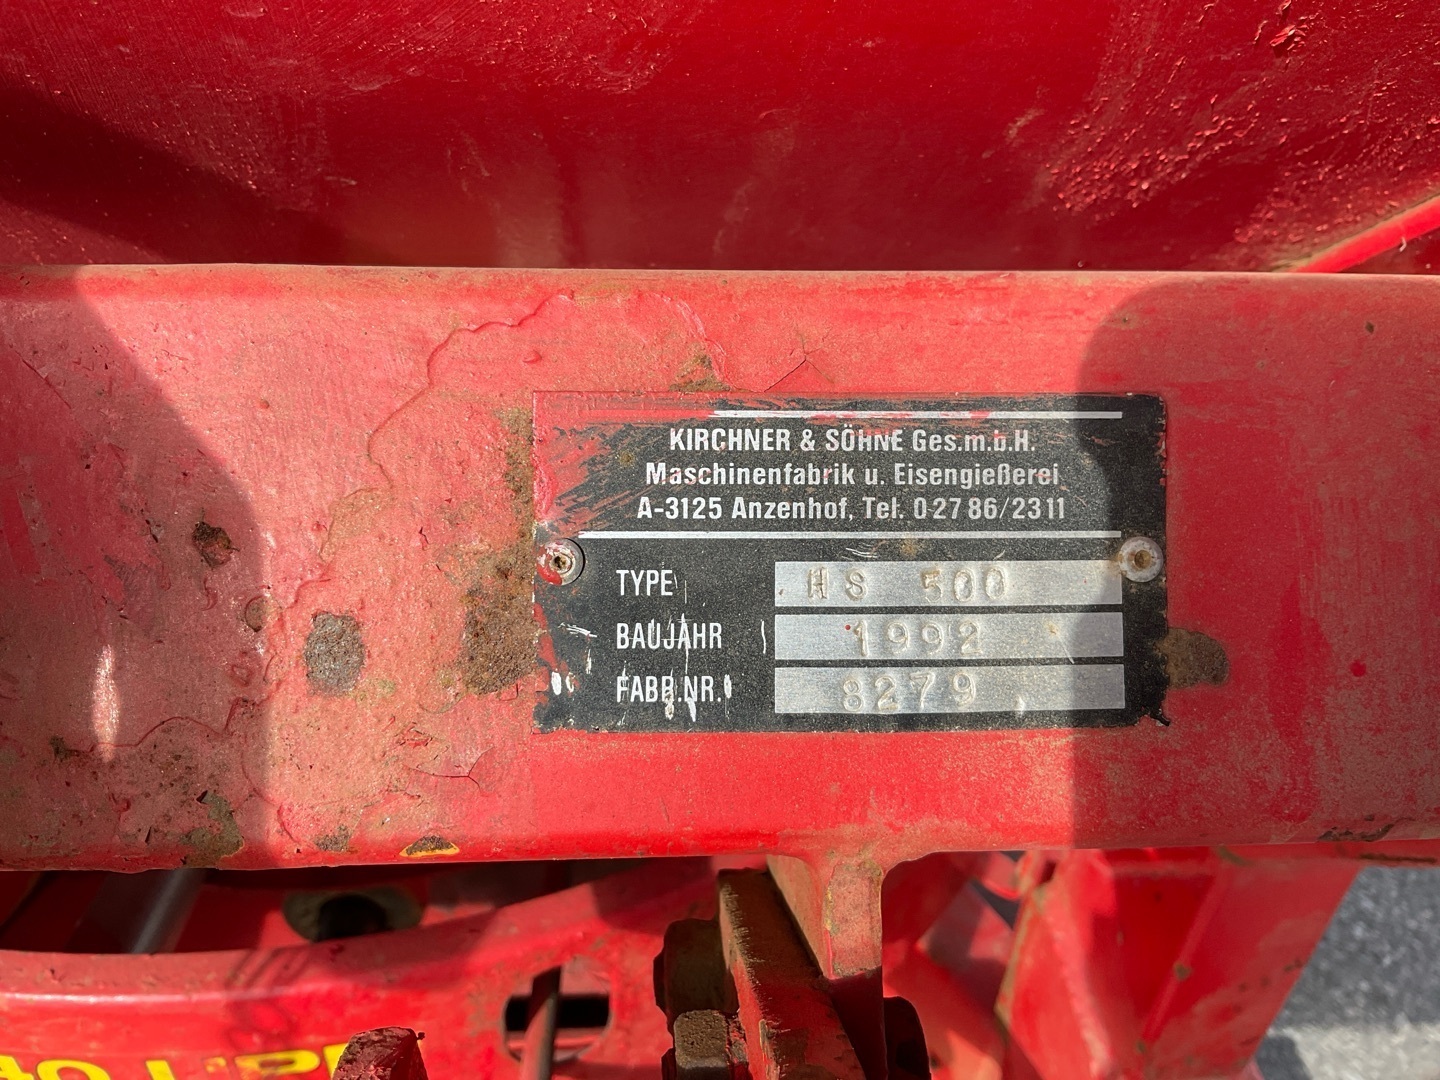 KIRCHNER & SÖHNE Ges.m.b.H.
Maschinenfabrik u. Eisengießerei
A-3125 Anzenhof, Tel. 0 27 86/23 11
TYPE HS 500
BAUJAHR 1992
FABR.NR. 8279